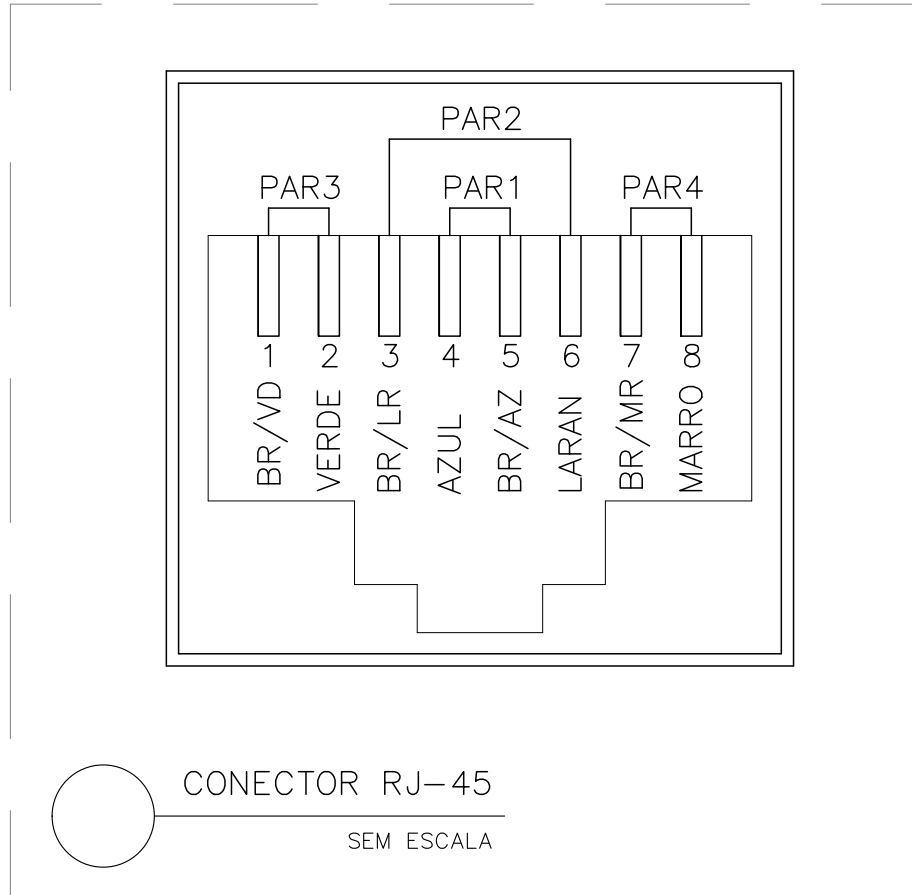 PAR2
PAR3 PAR1 PAR4
1 2 3 4 5 6 7 8
BR/VD
VERDE
BR/LR
AZUL
BR/AZ
LARAN
BR/MR
MARRO
CONECTOR RJ-45
SEM ESCALA